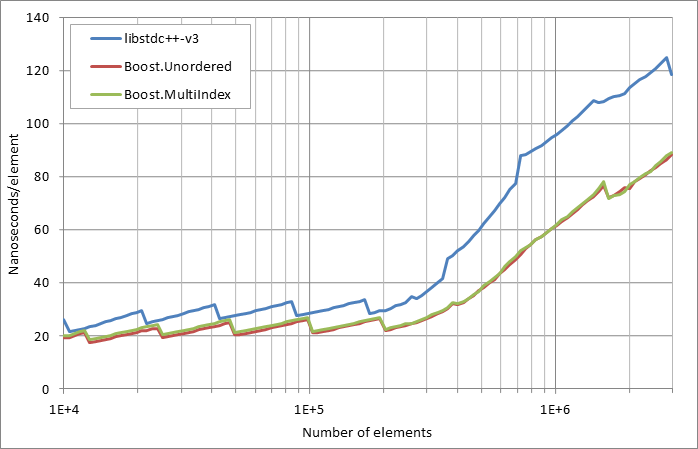 140
120
100
80
60
40
20
0
Nanoseconds/element
libstdc++-v3
Boost.Unordered
Boost.MultiIndex
1E+4 1E+5 1E+6
Number of elements